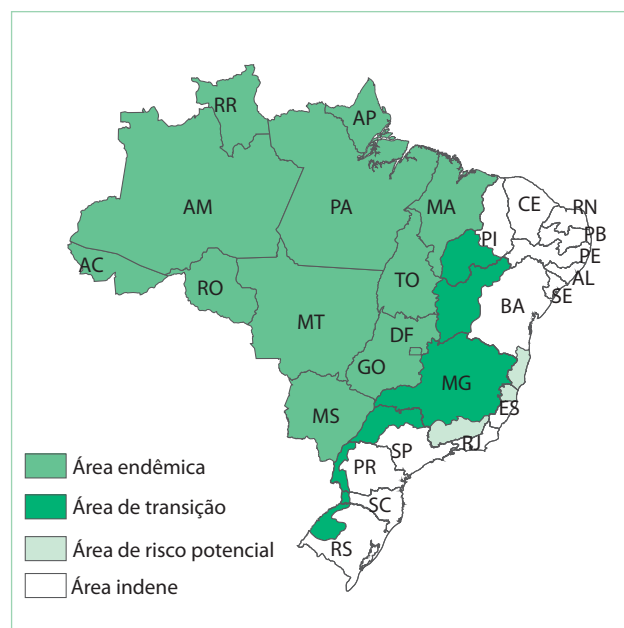 RR
AP
AM
PA
MA
CE
RN
PI
PB
PE
AC
TO
AL
RO
SE
BA
MT
DF
GO
MG
MS
ES
SP
RJ
PR
SC
RS
Área endêmica
Área de transição
Área de risco potencial
Área indene